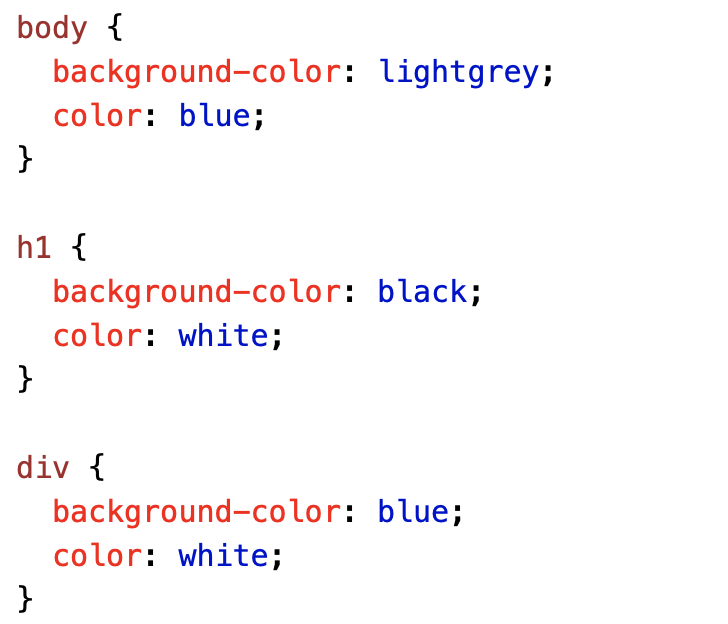 body {
  background-color: lightgrey;
  color: blue;
}

h1 {
  background-color: black;
  color: white;
}

div {
  background-color: blue;
  color: white;
}